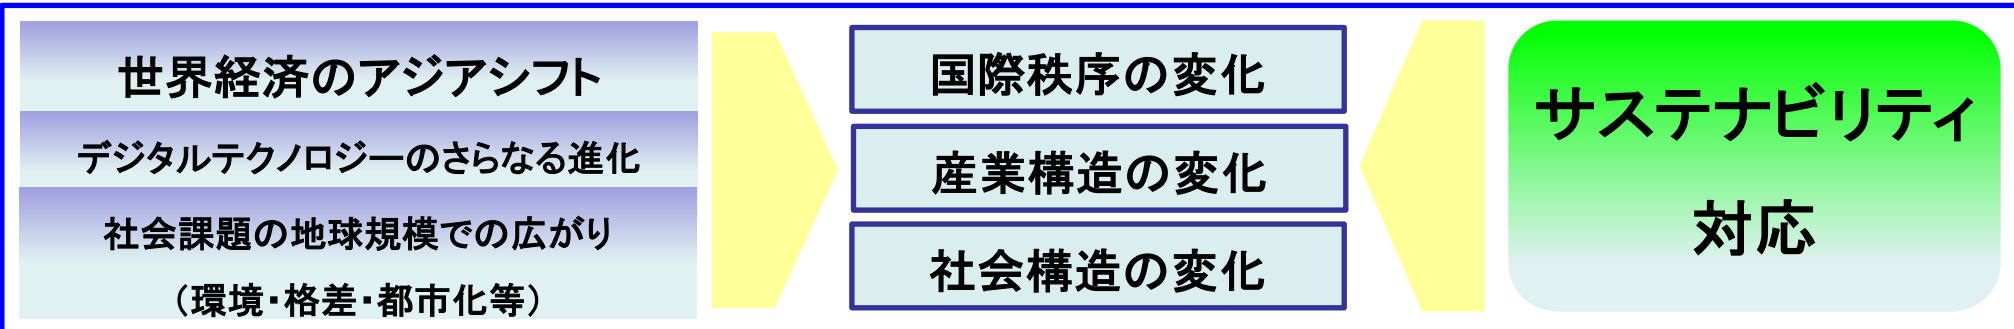 世界経済のアジアシフト
デジタルテクノロジーのさらなる進化
社会課題の地球規模での広がり
（環境・格差・都市化等）
国際秩序の変化
産業構造の変化
社会構造の変化
サステナビリティ
対応